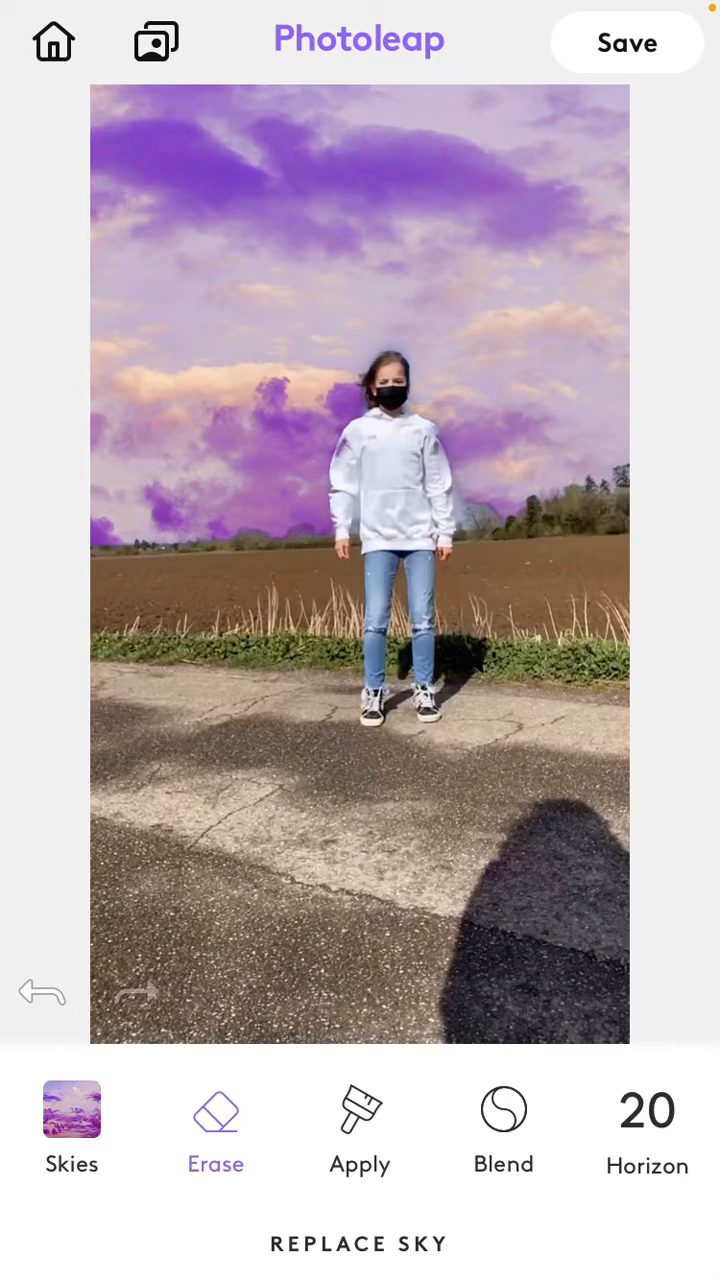 Photoleap
Save
Skies
Erase
Apply
Blend
20
Horizon
REPLACE SKY